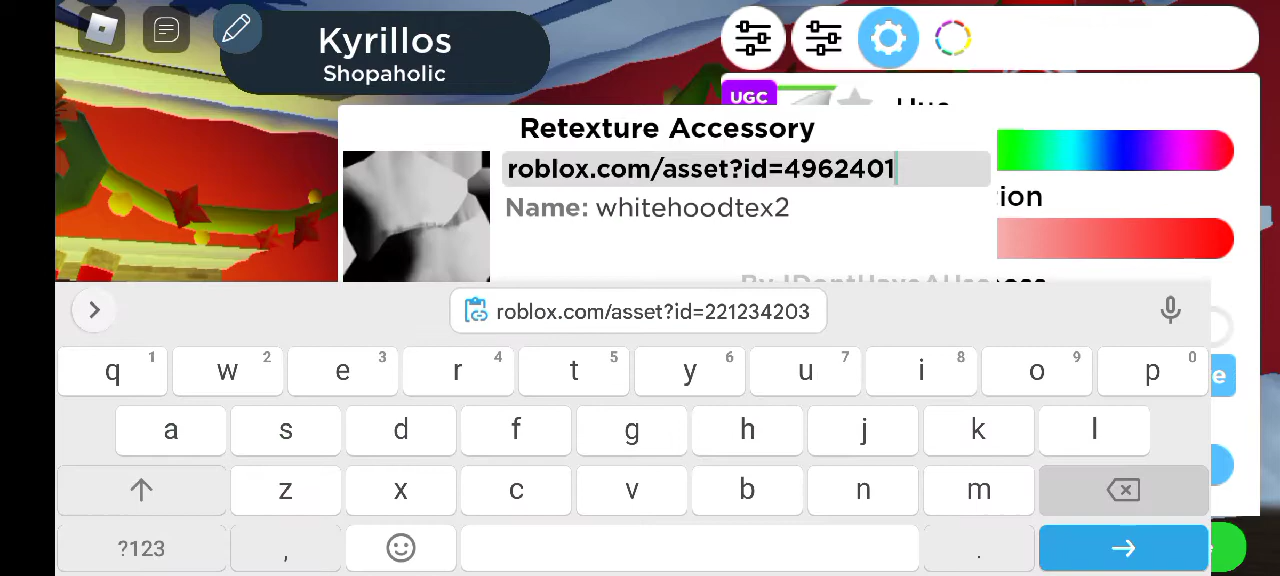 Kyrillos
Shopaholic
UGC
Retexture Accessory
roblox.com/asset?id=4962401
Name: whitehoodtex2
roblox.com/asset?id=221234203
q 1 w 2 e 3 r 4 t 5 y 6 u 7 i 8 o 9 p 0
a s d f g h j k l
z x c v b n m
?123 , .